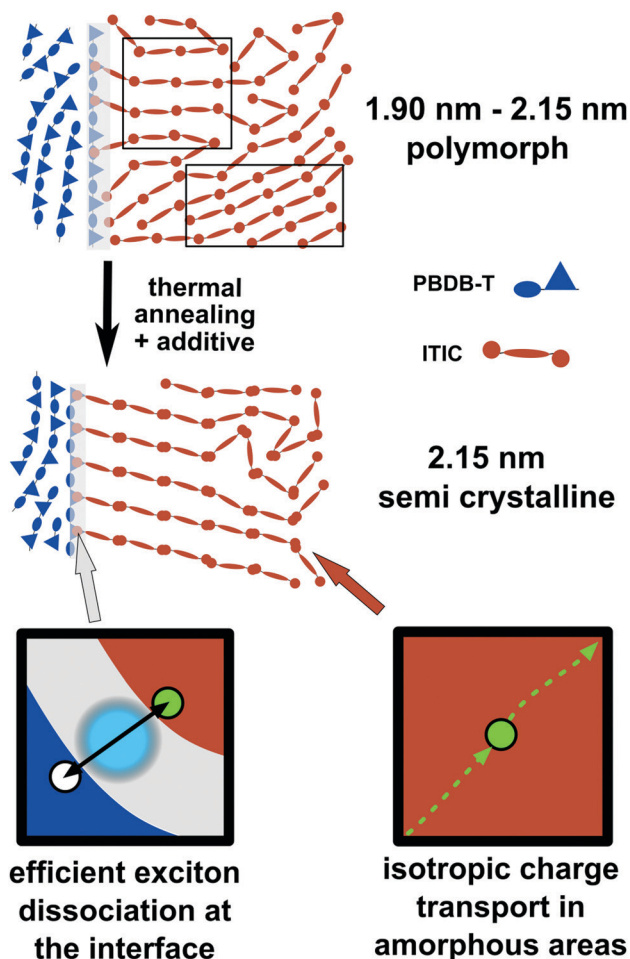 1.90 nm - 2.15 nm
polymorph
thermal
annealing
+ additive
PBDB-T
ITIC
2.15 nm
semi crystalline
efficient exciton
dissociation at
the interface
isotropic charge
transport in
amorphous areas